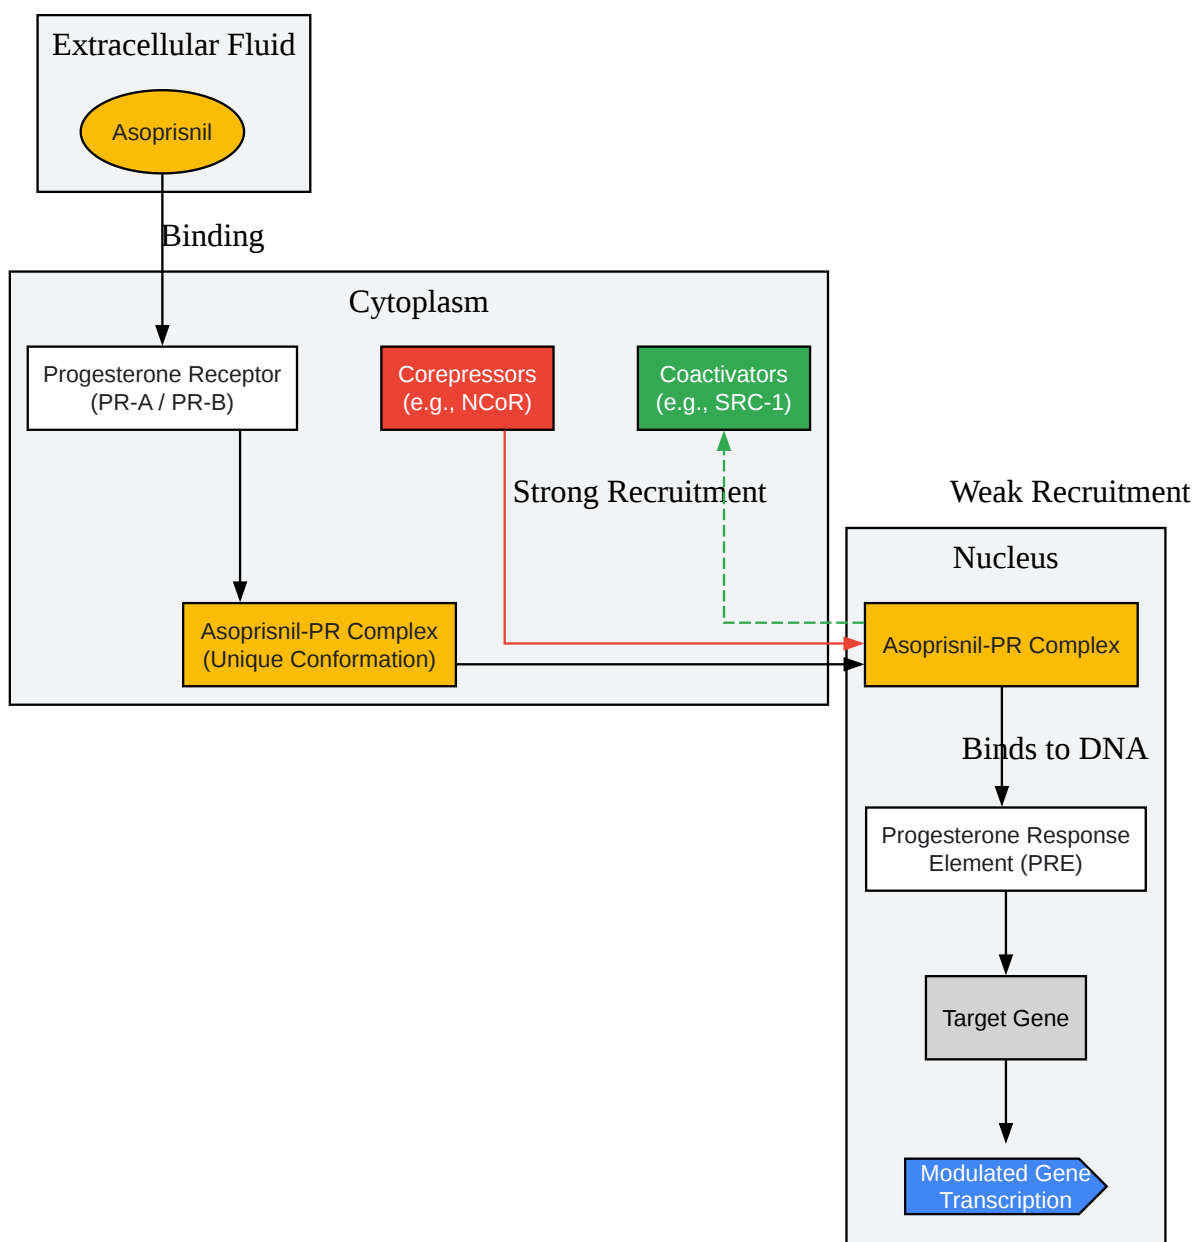 Extracellular Fluid
Asoprisnil
Binding
Cytoplasm
Progesterone Receptor
(PR-A / PR-B)
Corepressors
(e.g., NCoR)
Coactivators
(e.g., SRC-1)
Strong Recruitment
Weak Recruitment
Nucleus
Asoprisnil-PR Complex
(Unique Conformation)
Asoprisnil-PR Complex
Binds to DNA
Progesterone Response
Element (PRE)
Target Gene
Modulated Gene
Transcription